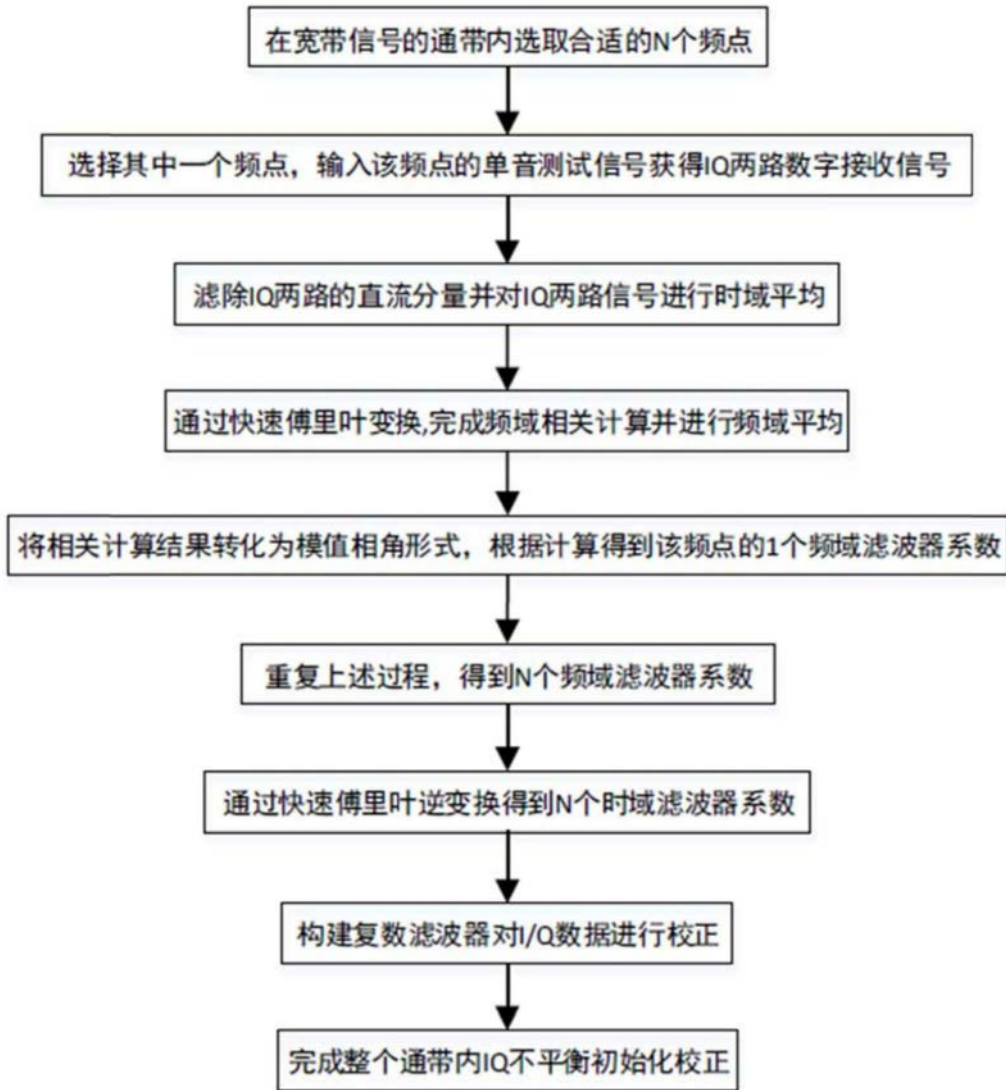 在宽带信号的通带内选取合适的N个频点
选择其中一个频点，输入该频点的单音测试信号获得IQ两路数字接收信号
滤除IQ两路的直流分量并对IQ两路信号进行时域平均
通过快速傅里叶变换,完成频域相关计算并进行频域平均
将相关计算结果转化为模值相角形式，根据计算得到该频点的1个频域滤波器系数
重复上述过程，得到N个频域滤波器系数
通过快速傅里叶逆变换得到N个时域滤波器系数
构建复数滤波器对I/Q数据进行校正
完成整个通带内IQ不平衡初始化校正